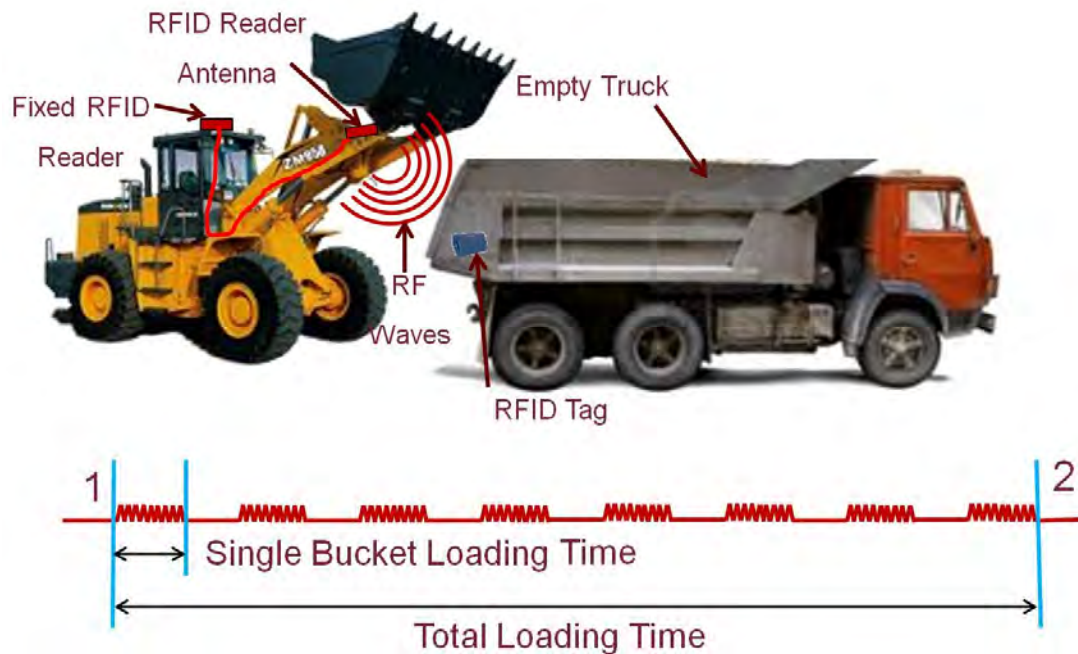 RFID Reader
Antenna
Fixed RFID
Reader
Empty Truck
ZM958
RF
Waves
RFID Tag
1
2
Single Bucket Loading Time
Total Loading Time